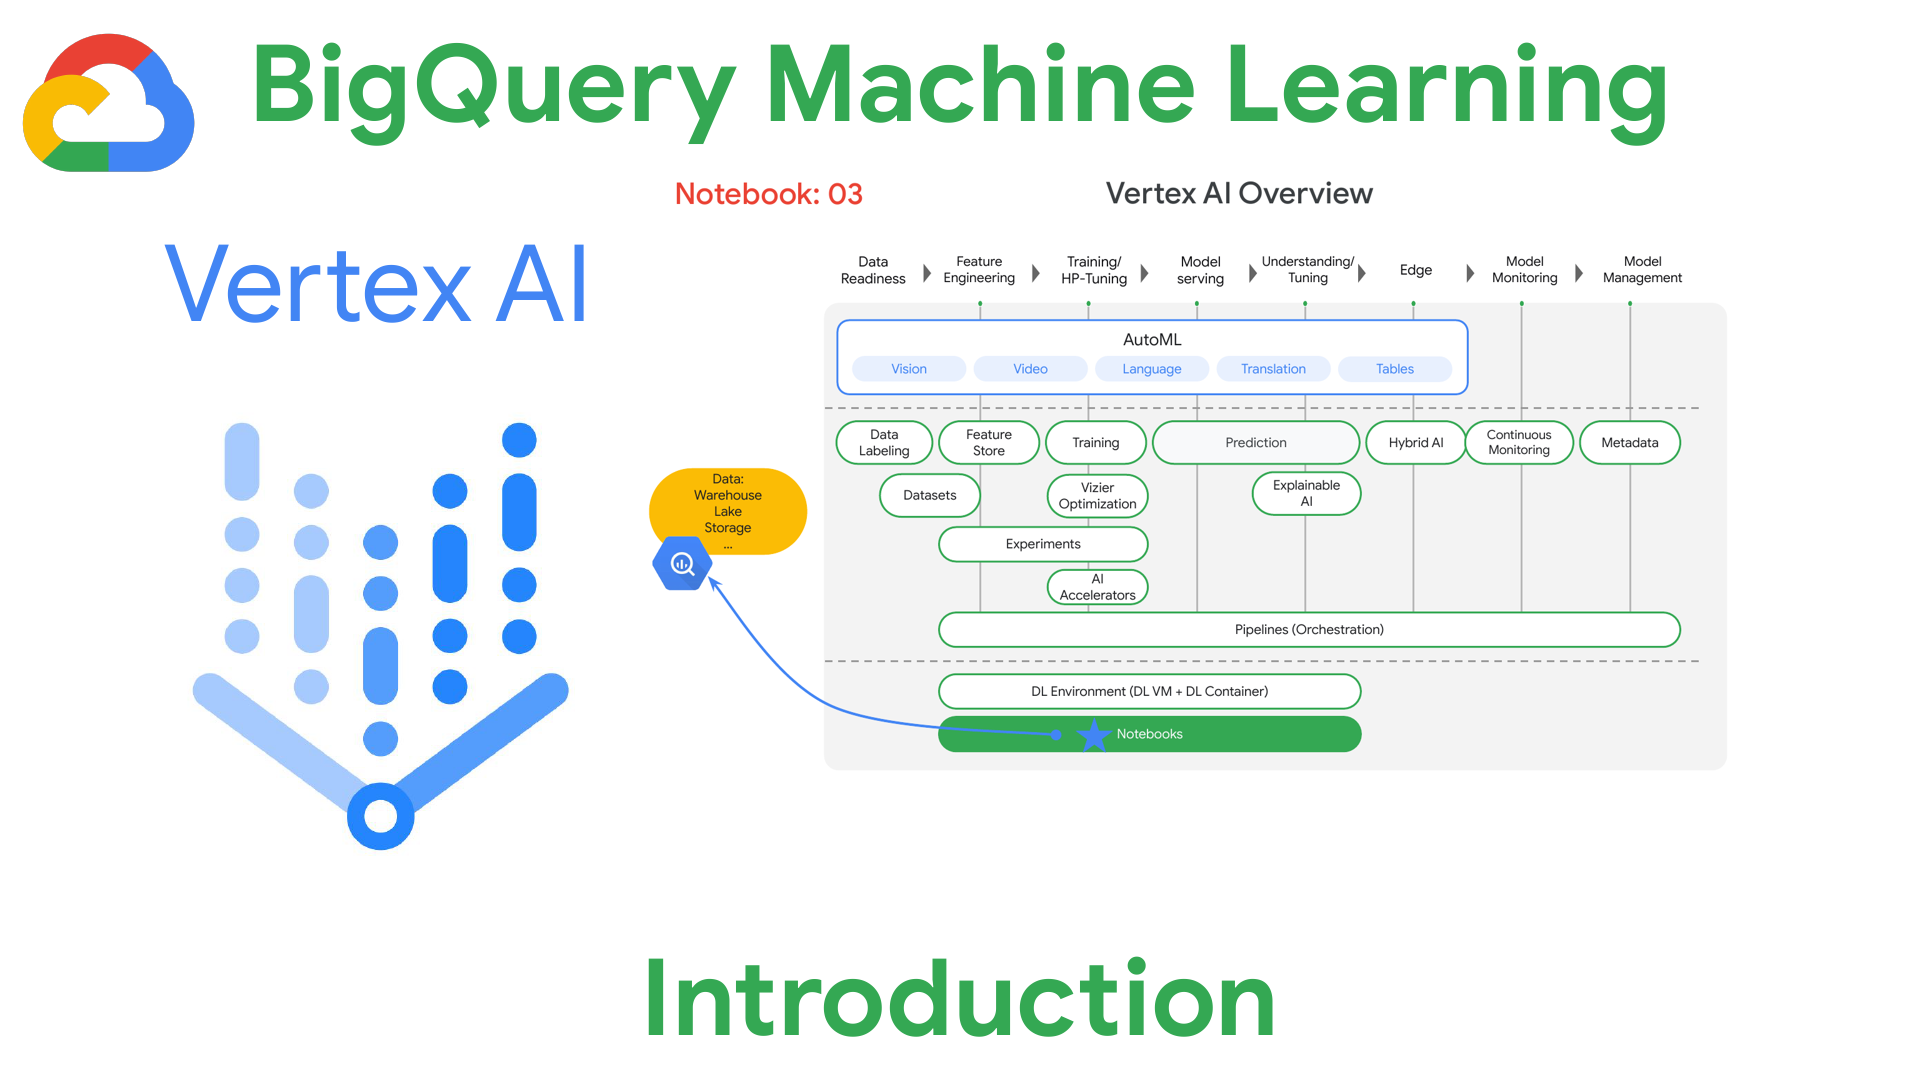 BigQuery Machine Learning
Notebook: 03
Vertex AI Overview
Vertex AI
Data
Readiness
Feature
Engineering
Training/
HP-Tuning
Model
serving
Understanding/
Tuning
Edge
Model
Monitoring
Model
Management
AutoML
Vision
Video
Language
Translation
Tables
Data
Labeling
Feature
Store
Training
Prediction
Hybrid AI
Continuous
Monitoring
Metadata
Data:
Warehouse
Lake
Storage
...
Datasets
Vizier
Optimization
Explainable
AI
Experiments
AI
Accelerators
Pipelines (Orchestration)
DL Environment (DL VM + DL Container)
Notebooks
Introduction